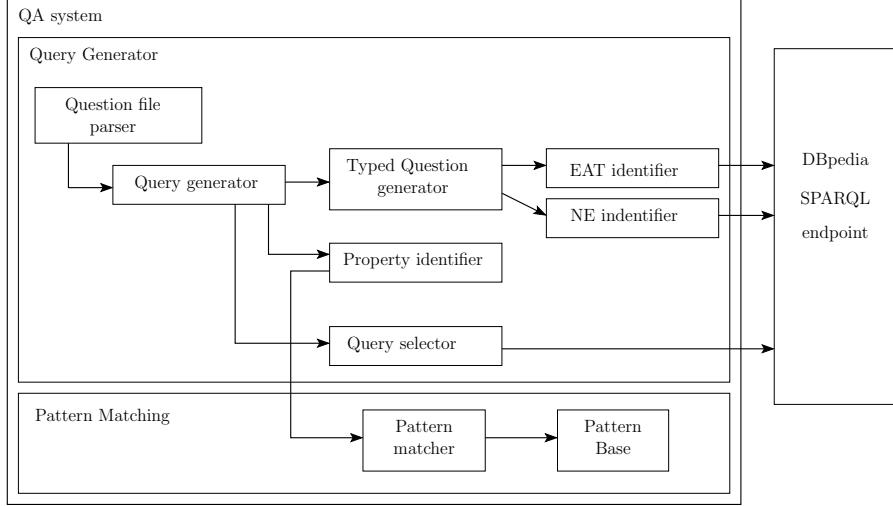 QA system
Query Generator
Question file
parser
Query generator
Typed Question
generator
EAT identifier
NE indentifier
Property identifier
Query selector
DBpedia
SPARQL
endpoint
Pattern Matching
Pattern
matcher
Pattern
Base